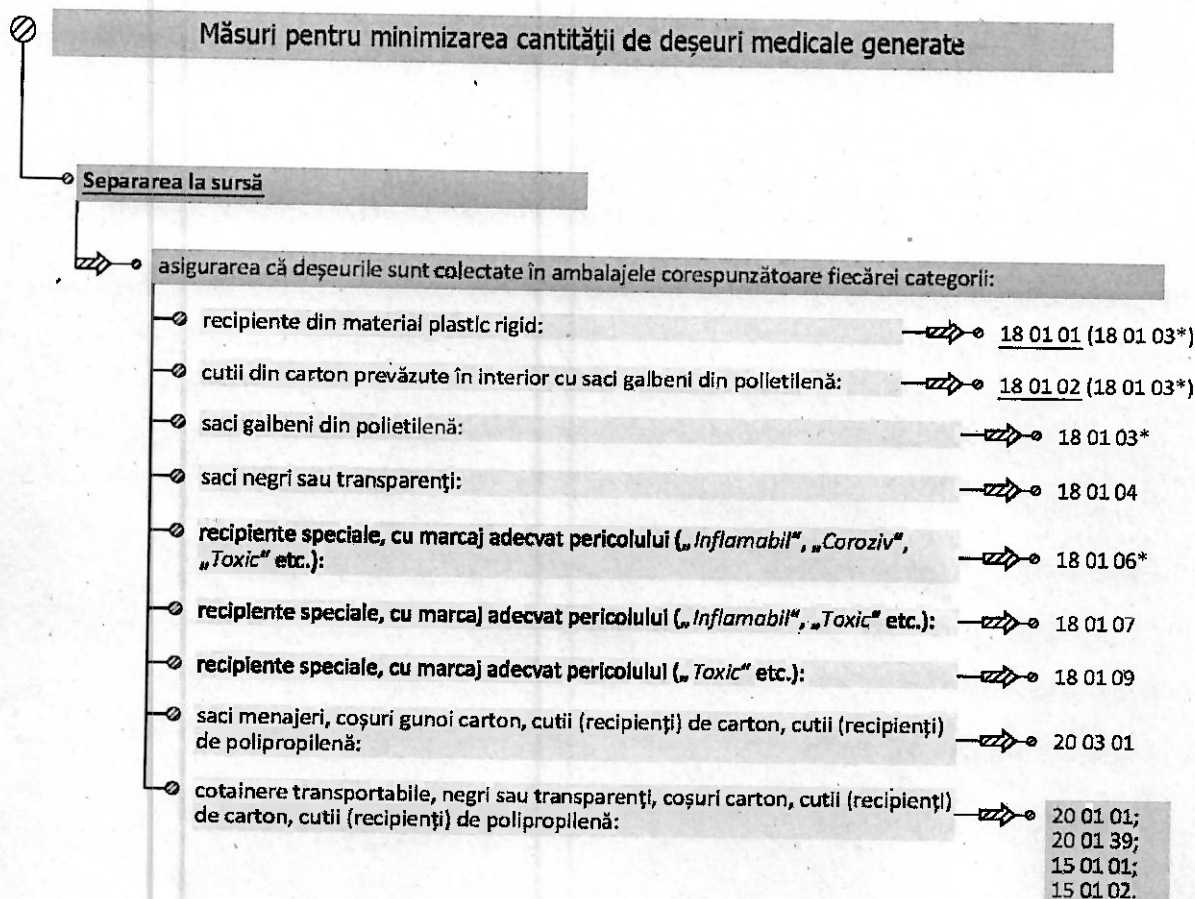 Măsuri pentru minimizarea cantității de deșeuri medicale generate
Separarea la sursă
asigurarea că deșeurile sunt colectate în ambalajele corespunzătoare fiecărei categorii:
recipiente din material plastic rigid: 18 01 01 (18 01 03*)
cutii din carton prevăzute în interior cu saci galbeni din polietilenă: 18 01 02 (18 01 03*)
saci galbeni din polietilenă: 18 01 03*
saci negri sau transparenți: 18 01 04
recipiente speciale, cu marcaj adecvat pericolului („Inflamabil", „Coroziv",
„Toxic" etc.): 18 01 06*
recipiente speciale, cu marcaj adecvat pericolului („Inflamabil", „Toxic" etc.): 18 01 07
recipiente speciale, cu marcaj adecvat pericolului („Toxic" etc.): 18 01 09
saci menajeri, coșuri gunoi carton, cutii (recipienți) de carton, cutii (recipienți)
de polipropilenă: 20 03 01
cotainere transportabile, negri sau transparenți, coșuri carton, cutii (recipienți)
de carton, cutii (recipienți) de polipropilenă: 20 01 01;
20 01 39;
15 01 01;
15 01 02.